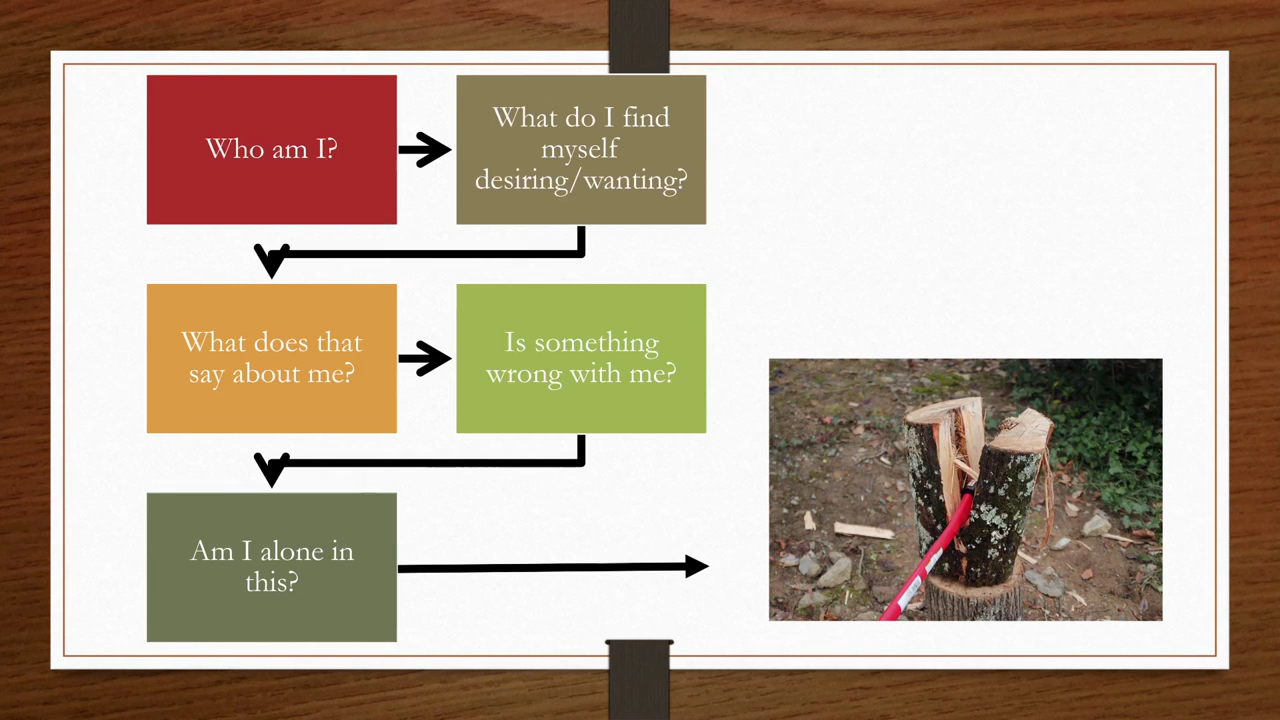 Who am I?
What do I find
myself
desiring/wanting?
What does that
say about me?
Is something
wrong with me?
Am I alone in
this?